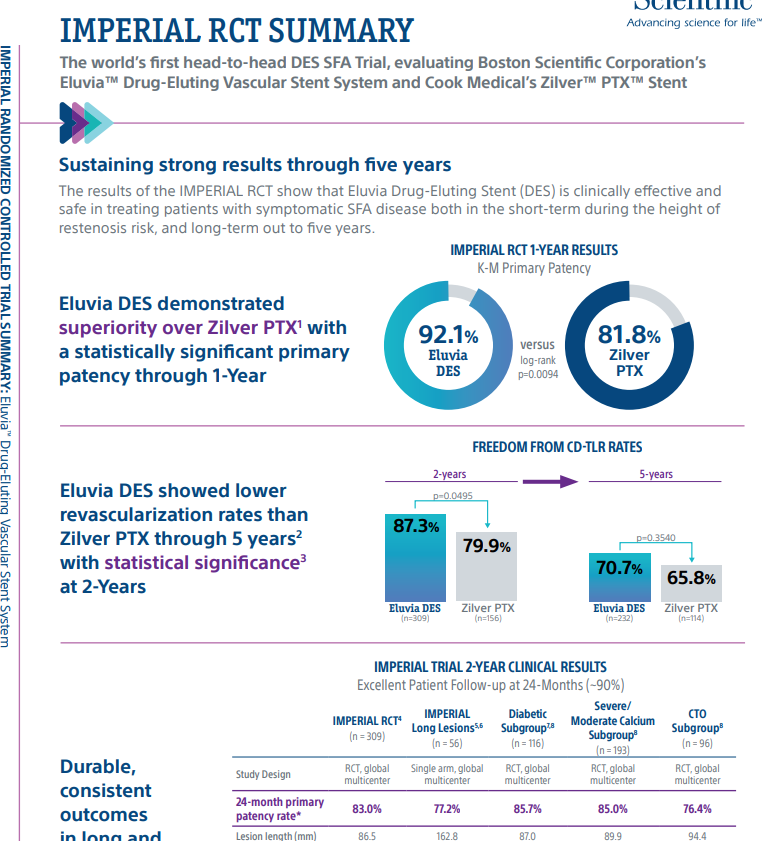 Scientific
Advancing science for life™
IMPERIAL RCT SUMMARY
The world's first head-to-head DES SFA Trial, evaluating Boston Scientific Corporation's
Eluvia™ Drug-Eluting Vascular Stent System and Cook Medical's Zilver™ PTX™ Stent
IMPERIAL RANDOMIZED CONTROLLED TRIAL SUMMARY: Eluvia™ Drug-Eluting Vascular Stent System
Sustaining strong results through five years
The results of the IMPERIAL RCT show that Eluvia Drug-Eluting Stent (DES) is clinically effective and
safe in treating patients with symptomatic SFA disease both in the short-term during the height of
restenosis risk, and long-term out to five years.
IMPERIAL RCT 1-YEAR RESULTS
K-M Primary Patency
Eluvia DES demonstrated
superiority over Zilver PTX¹ with
a statistically significant primary
patency through 1-Year
92.1%
Eluvia
DES
versus
log-rank
p=0.0094
81.8%
Zilver
PTX
FREEDOM FROM CD-TLR RATES
Eluvia DES showed lower
revascularization rates than
Zilver PTX through 5 years²
with statistical significance³
at 2-Years
2-years
p=0.0495
87.3%
79.9%
Eluvia DES
(n=309)
Zilver PTX
(n=156)
5-years
p=0.3540
70.7%
65.8%
Eluvia DES
(n=232)
Zilver PTX
(n=114)
IMPERIAL TRIAL 2-YEAR CLINICAL RESULTS
Excellent Patient Follow-up at 24-Months (~90%)
Durable,
consistent
outcomes
in long and
IMPERIAL RCT⁴
(n = 309)
IMPERIAL
Long Lesions⁵,⁶
(n = 56)
Diabetic
Subgroup⁷,⁸
(n = 116)
Severe/
Moderate Calcium
Subgroup⁸
(n = 193)
CTO
Subgroup⁸
(n = 96)
Study Design
RCT, global
multicenter
Single arm, global
multicenter
RCT, global
multicenter
RCT, global
multicenter
RCT, global
multicenter
24-month primary
patency rate*
83.0%
77.2%
85.7%
85.0%
76.4%
Lesion length (mm)
86.5
162.8
87.0
89.9
94.4